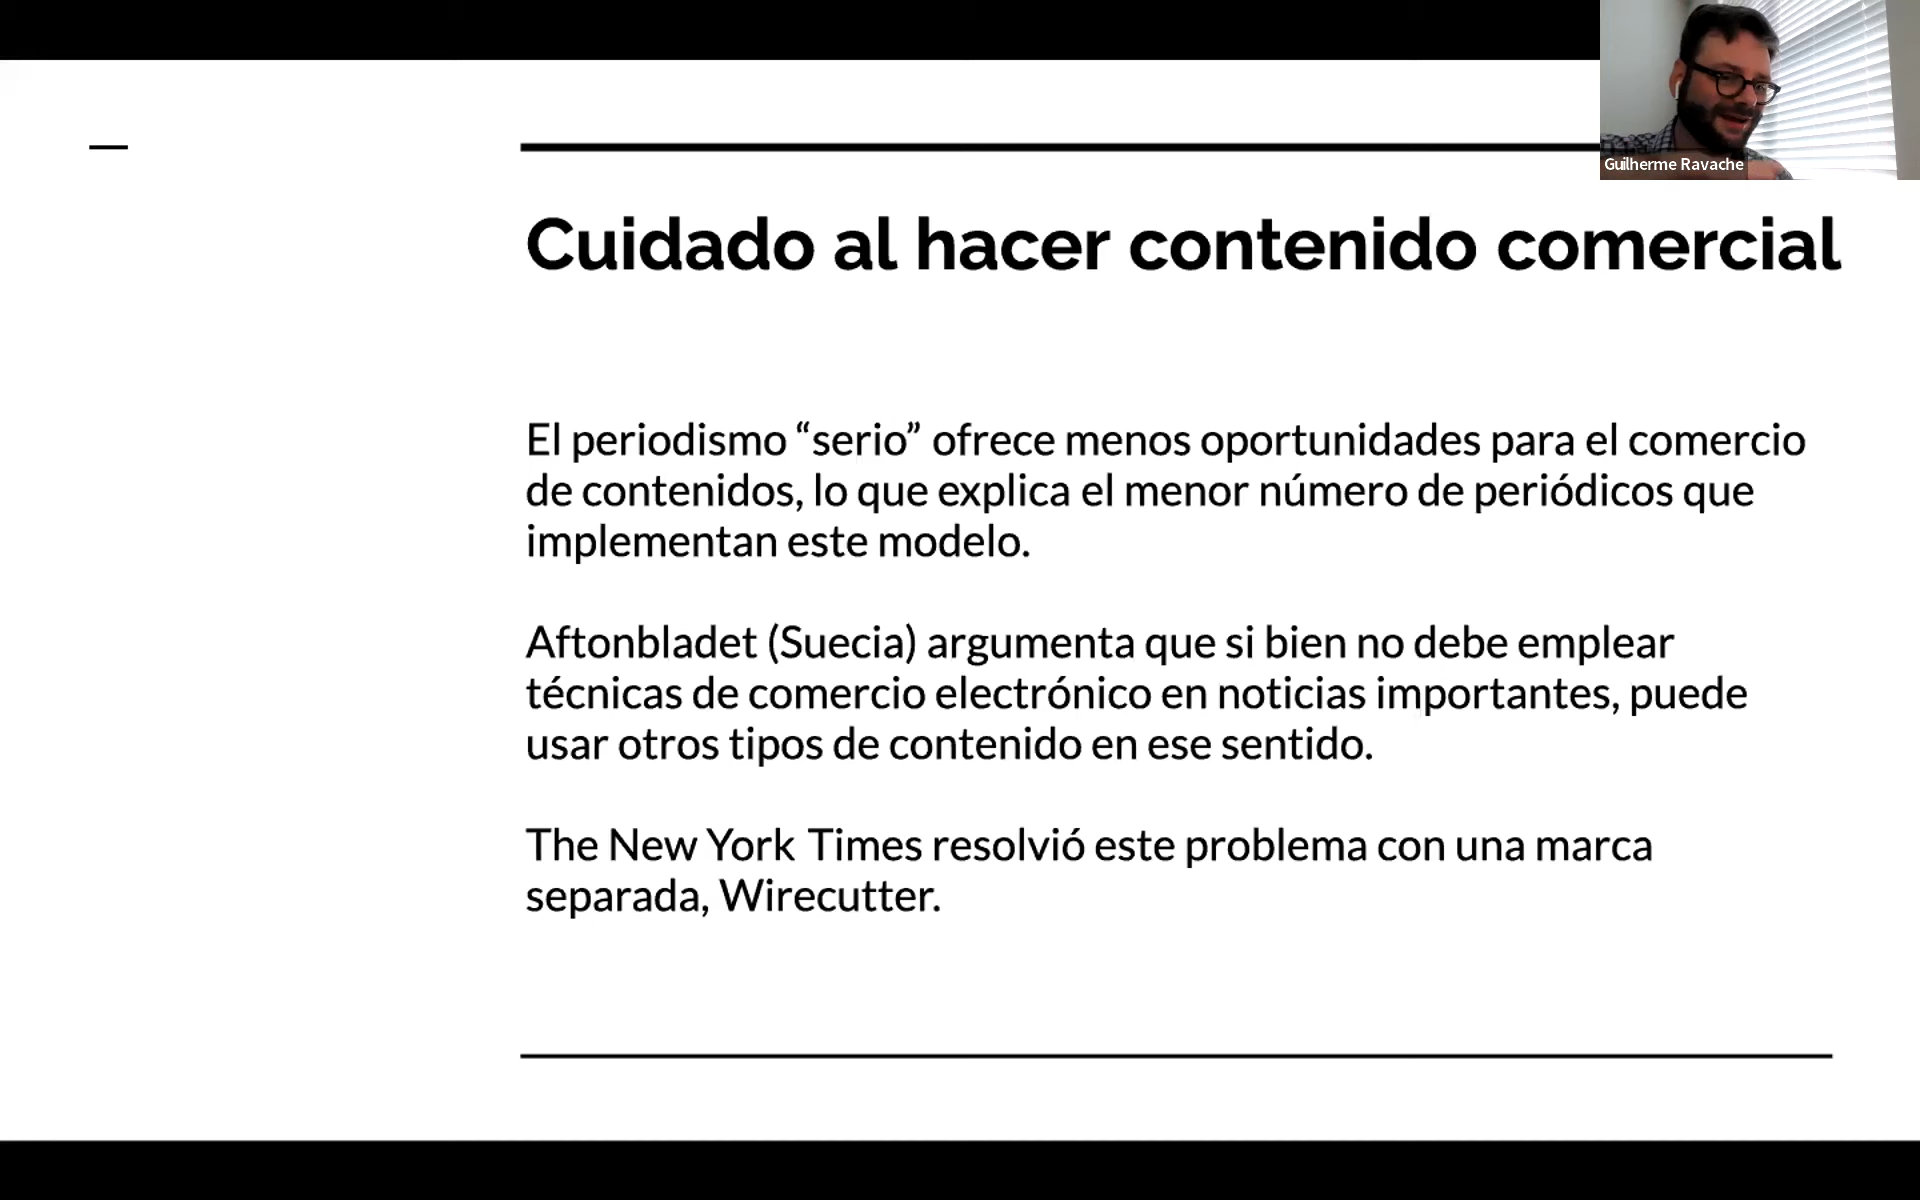 Guilherme Ravache
Cuidado al hacer contenido comercial
El periodismo “serio” ofrece menos oportunidades para el comercio
de contenidos, lo que explica el menor número de periódicos que
implementan este modelo.
Aftonbladet (Suecia) argumenta que si bien no debe emplear
técnicas de comercio electrónico en noticias importantes, puede
usar otros tipos de contenido en ese sentido.
The New York Times resolvió este problema con una marca
separada, Wirecutter.